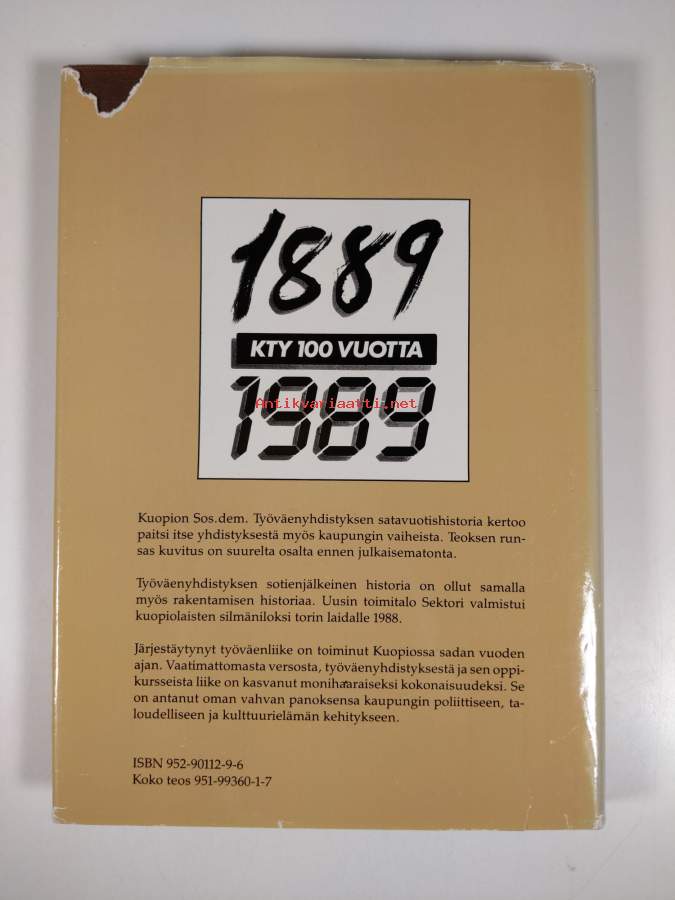 1889
KTY 100 VUOTTA
1989
Antikvariaatti.net
Kuopion Sos.dem. Työväenyhdistyksen satavuotishistoria kertoo
paitsi itse yhdistyksestä myös kaupungin vaiheista. Teoksen run-
sas kuvitus on suurelta osalta ennen julkaisematonta.
Työväenyhdistyksen sotienjälkeinen historia on ollut samalla
myös rakentamisen historiaa. Uusin toimitalo Sektori valmistui
kuopiolaisten silmäniloksi torin laidalle 1988.
Järjestäytynyt työväenliike on toiminut Kuopiossa sadan vuoden
ajan. Vaatimattomasta versosta, työväenyhdistyksestä ja sen oppi-
kursseista liike on kasvanut monihaaraiseksi kokonaisuudeksi. Se
on antanut oman vahvan panoksensa kaupungin poliittiseen, ta-
loudelliseen ja kulttuurielämän kehitykseen.
ISBN 952-90112-9-6
Koko teos 951-99360-1-7